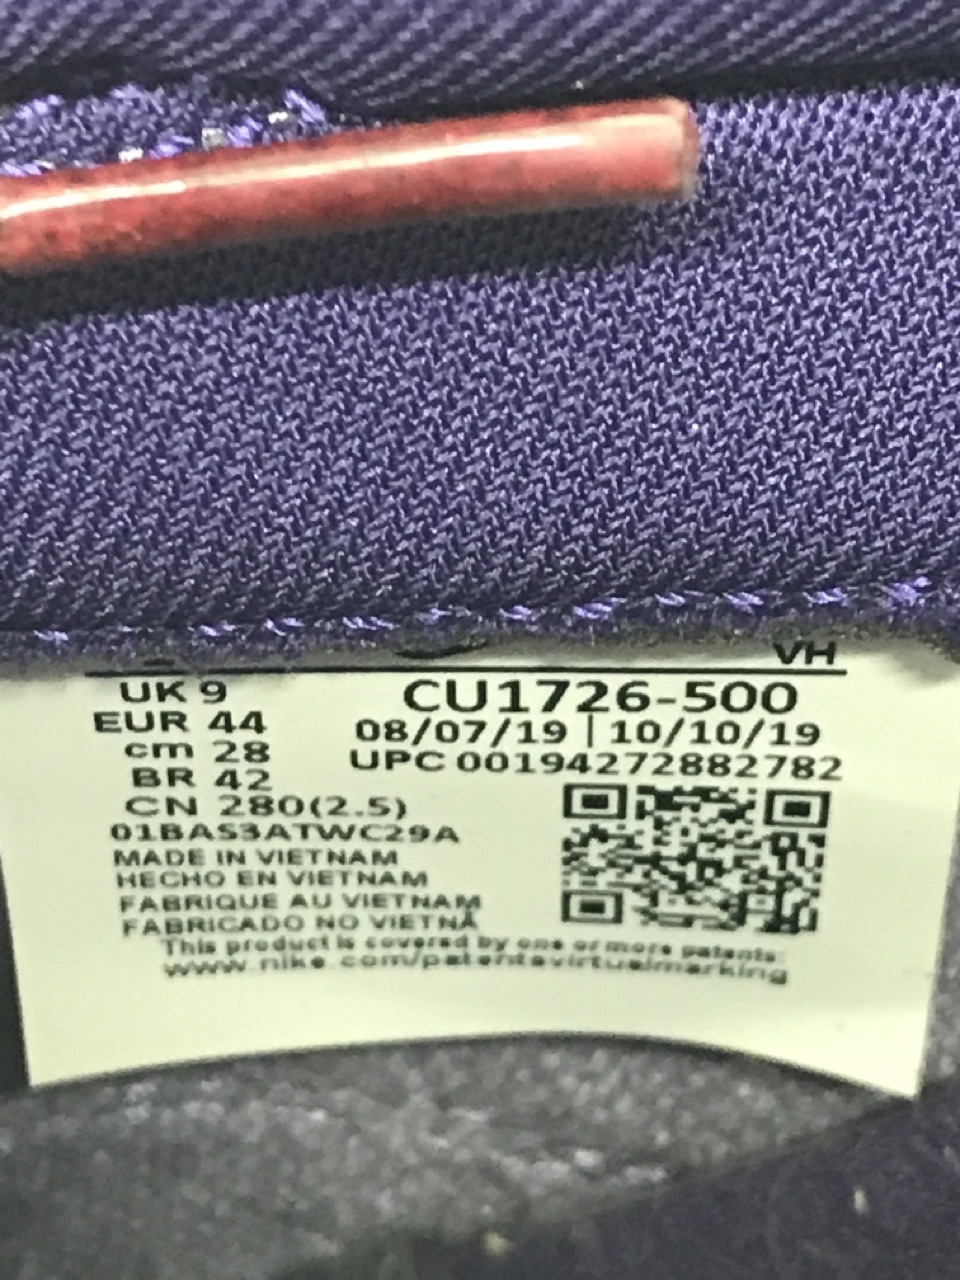 VH
UK 9
EUR 44
cm 28
BR 42
CN 280(2.5)
CU1726-500
08/07/19 | 10/10/19
UPC 00194272882782
01BAS3ATWC29A
MADE IN VIETNAM
HECHO EN VIETNAM
FABRIQUE AU VIETNAM
FABRICADO NO VIETNÃ
This product is covered by one or more patents:
www.nike.com/patentsvirtualmarking